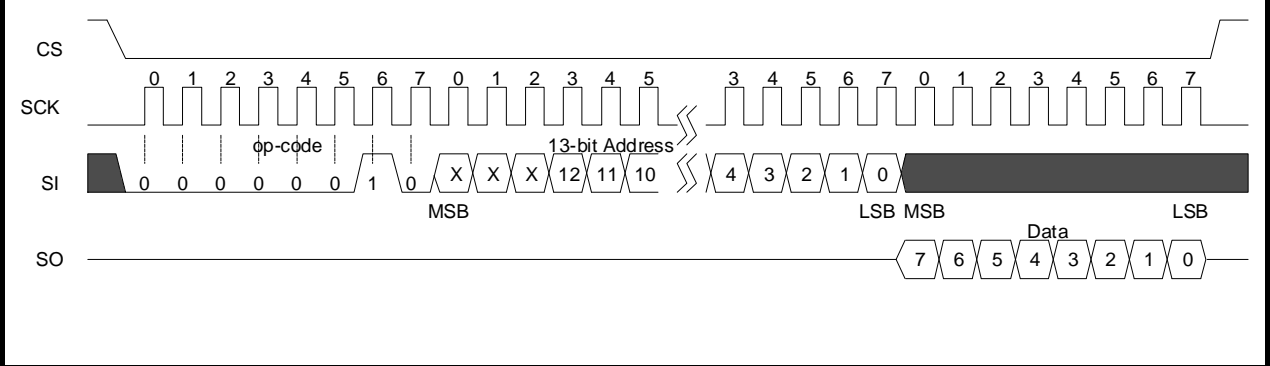 CS
0 1 2 3 4 5 6 7 0 1 2 3 4 5 3 4 5 6 7 0 1 2 3 4 5 6 7
SCK
op-code 13-bit Address
SI 0 0 0 0 0 0 1 0 X X X 12 11 10 4 3 2 1 0
MSB LSB MSB LSB
Data
SO 7 6 5 4 3 2 1 0